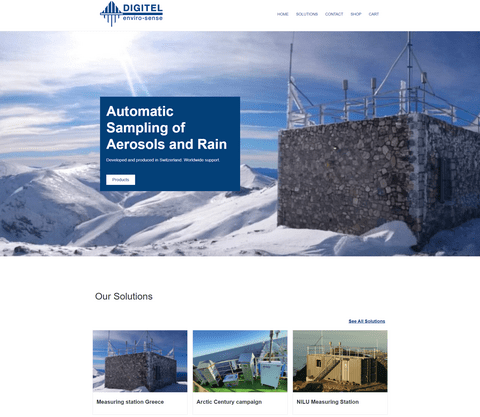 DIGITEL
enviro-sense
HOME SOLUTIONS CONTACT SHOP CART
Automatic
Sampling of
Aerosols and Rain
Developed and produced in Switzerland. Worldwide support.
Products
Our Solutions
See All Solutions
Measuring station Greece
Arctic Century campaign
NILU Measuring Station